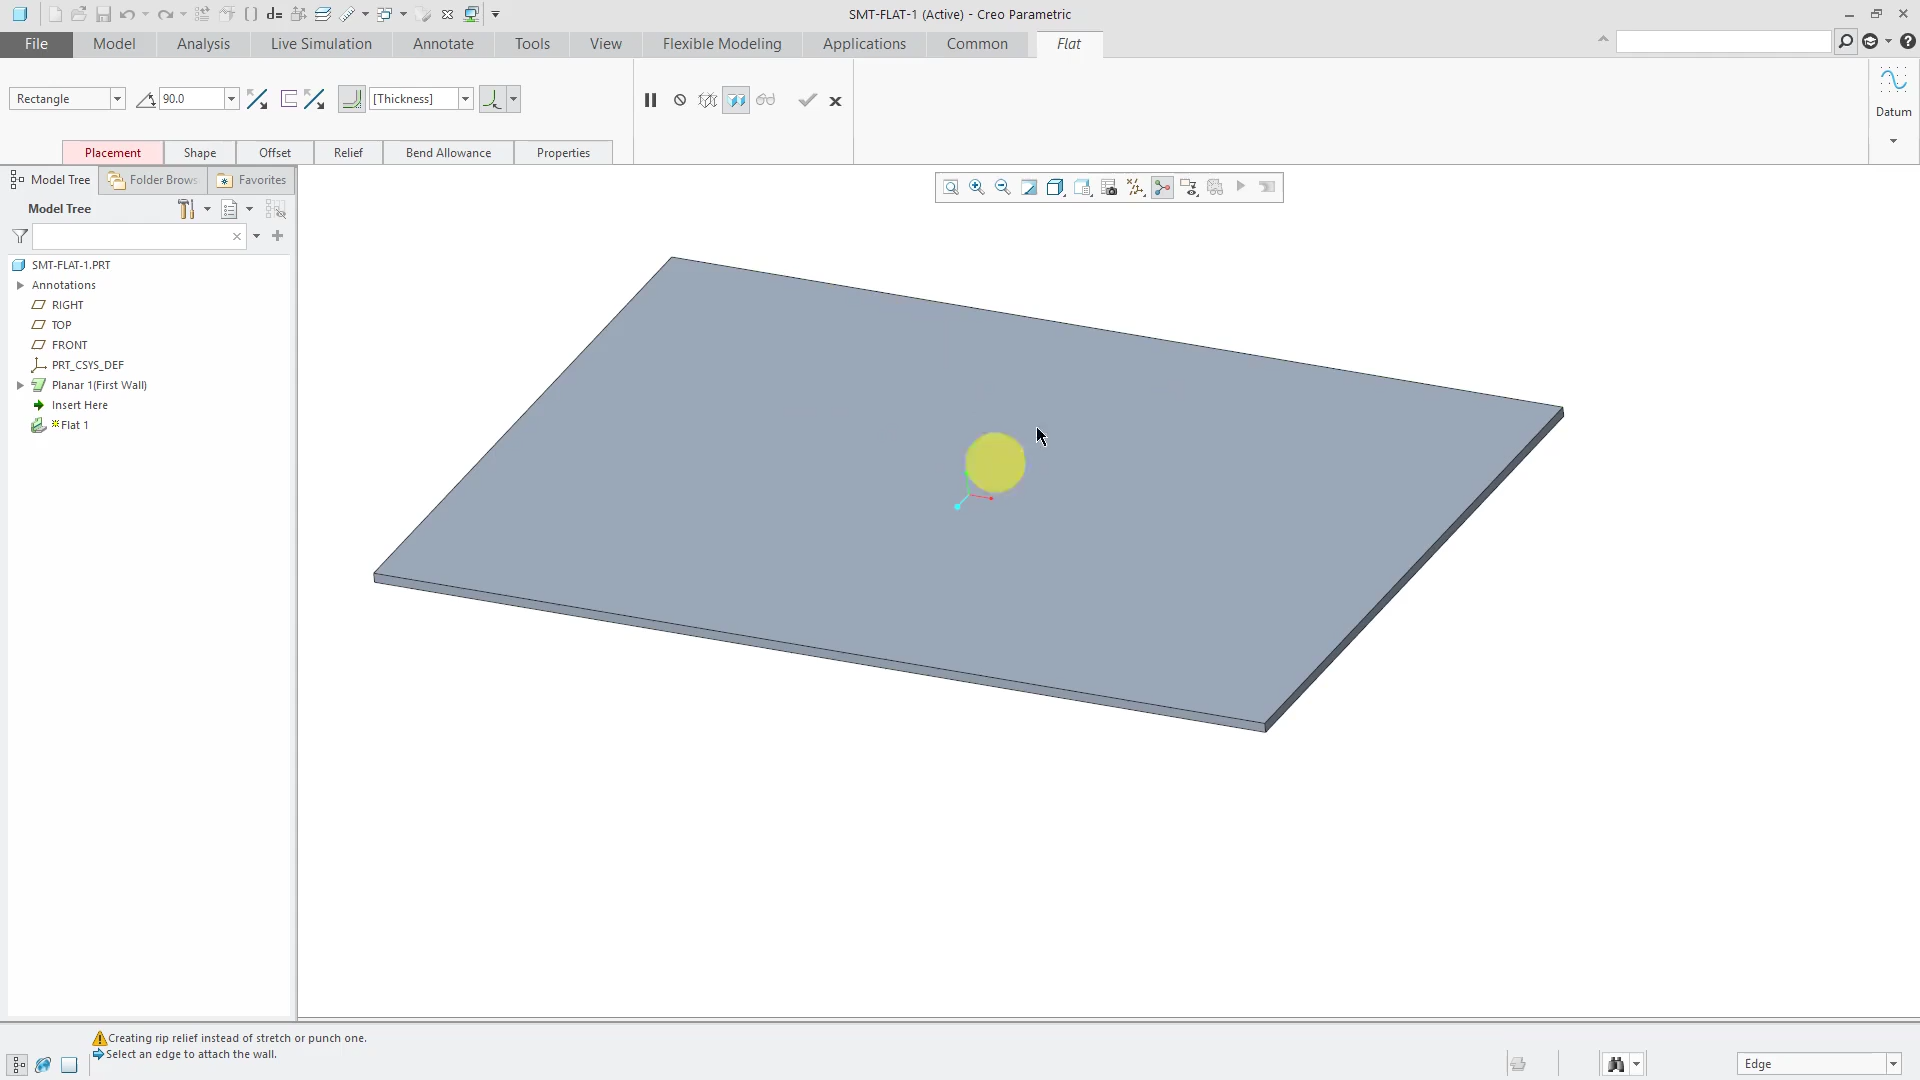 SMT-FLAT-1 (Active) - Creo Parametric
File Model Analysis Live Simulation Annotate Tools View Flexible Modeling Applications Common Flat
Rectangle 90.0 [Thickness]
Datum
Placement Shape Offset Relief Bend Allowance Properties
Model Tree Folder Brows Favorites
Model Tree
SMT-FLAT-1.PRT
Annotations
RIGHT
TOP
FRONT
PRT_CSYS_DEF
Planar 1(First Wall)
Insert Here
Flat 1
Creating rip relief instead of stretch or punch one.
Select an edge to attach the wall.
Edge